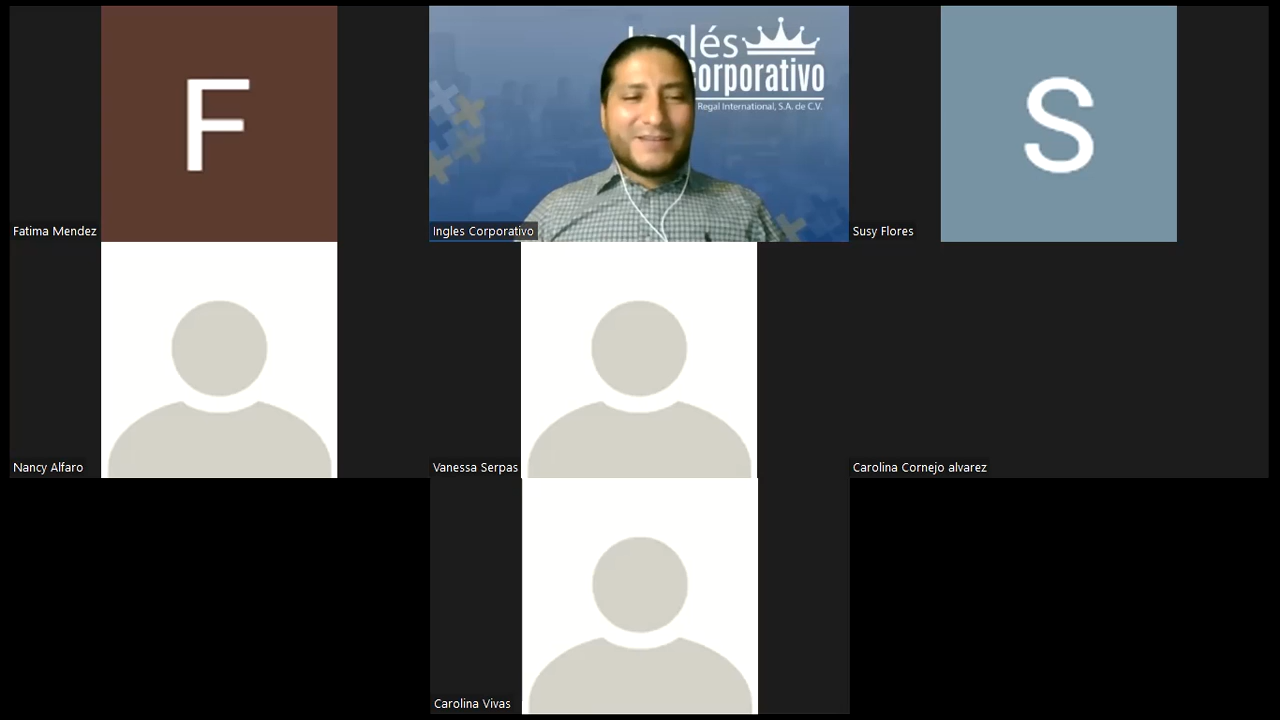 F
Inglés
Corporativo
Regal International, S.A. de C.V.
S
Fatima Mendez
Ingles Corporativo
Susy Flores
Nancy Alfaro
Vanessa Serpas
Carolina Cornejo alvarez
Carolina Vivas